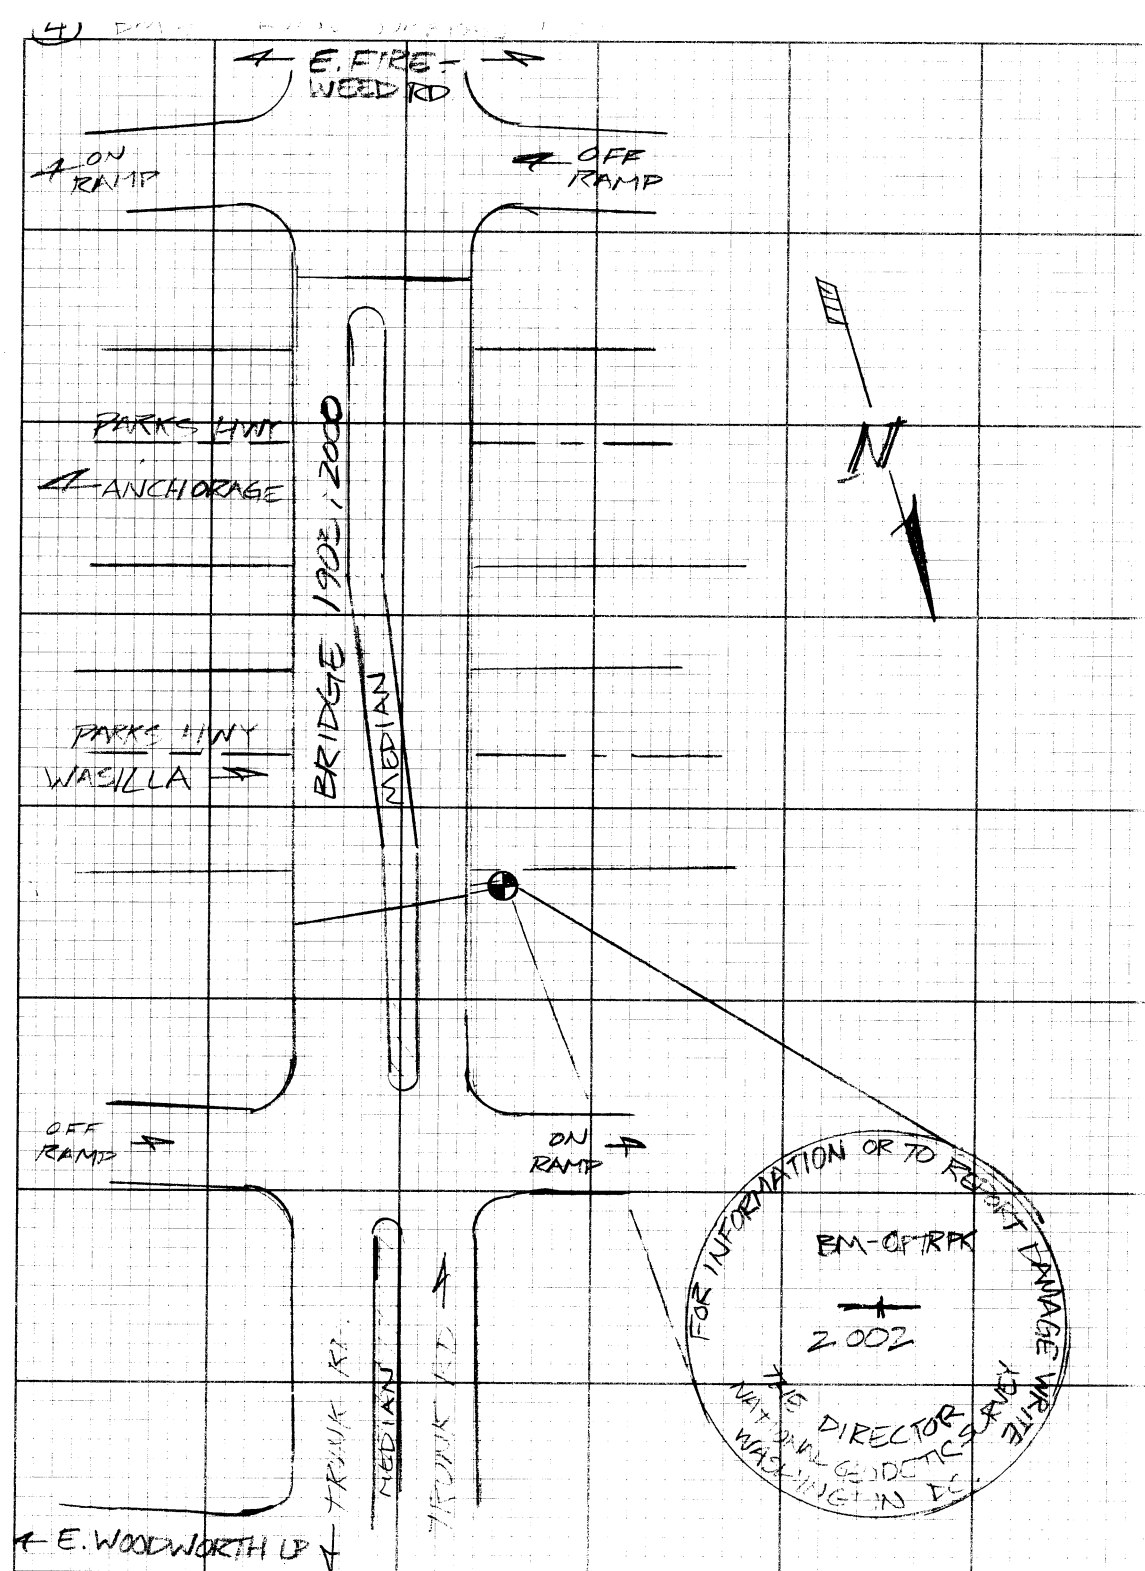 4
E. FIRE-
WEED RD
ON
RAMP
OFF
RAMP
PARKS HWY
ANCHORAGE
BRIDGE 1902, 2000
N
MEDIAN
PARKS HWY
WASILLA
OFF
RAMP
ON
RAMP
FOR INFORMATION OR TO REPORT DAMAGE WRITE
BM-OPTRPK
2002
THE DIRECTOR
NATIONAL GEODETIC SURVEY
WASHINGTIN DC.
TRUNK RD.
MEDIAN
TRUNK RD
E. WOODWORTH LP